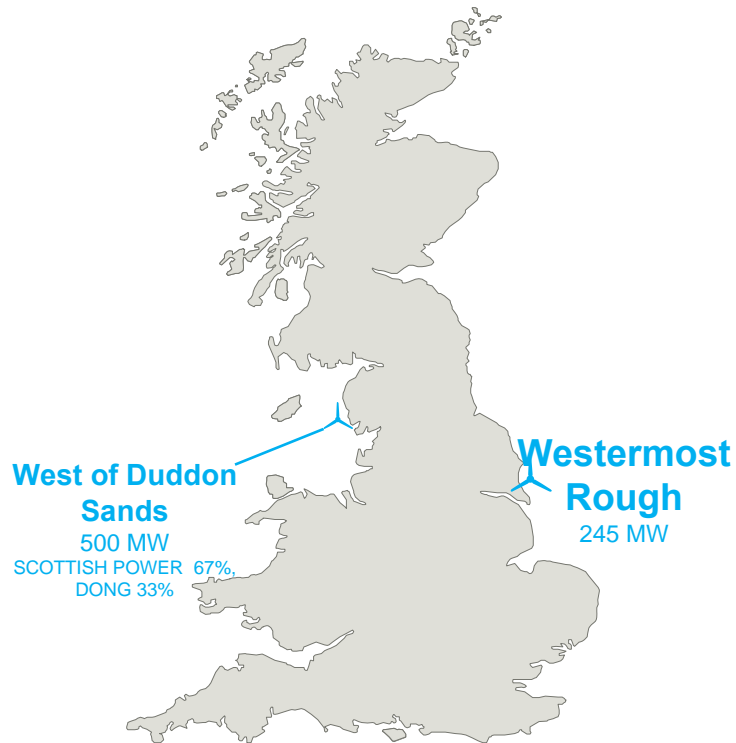 West of Duddon
Sands
500 MW
SCOTTISH POWER 67%,
DONG 33%
Westermost
Rough
245 MW